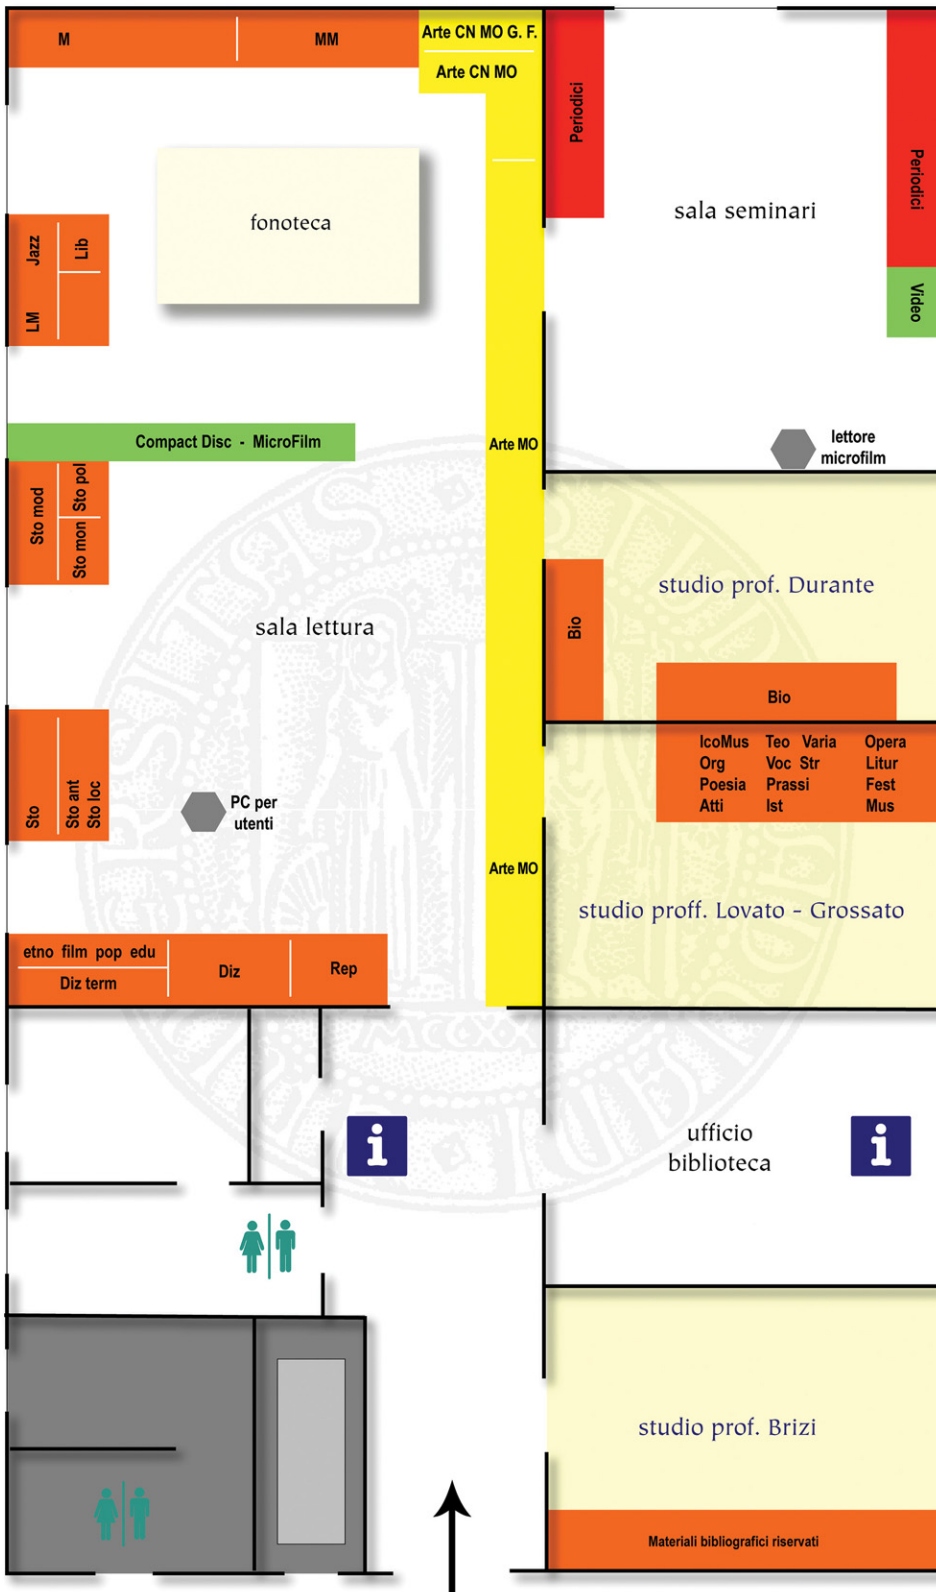 M
MM
Arte CN MO G. F.
Arte CN MO
Periodici
Periodici
sala seminari
fonoteca
Jazz
Lib
LM
Video
Compact Disc - MicroFilm
Arte MO
lettore
microfilm
Sto mod
Sto pol
Sto mon
studio prof. Durante
sala lettura
Bio
Bio
IcoMus Teo Varia Opera
Org Voc Str Litur
Poesia Prassi Fest
Atti Ist Mus
Sto
Sto ant
Sto loc
PC per
utenti
Arte MO
studio proff. Lovato - Grossato
etno film pop edu
Diz term
Diz
Rep
MCCXXII
i
ufficio
biblioteca
i
studio prof. Brizi
Materiali bibliografici riservati